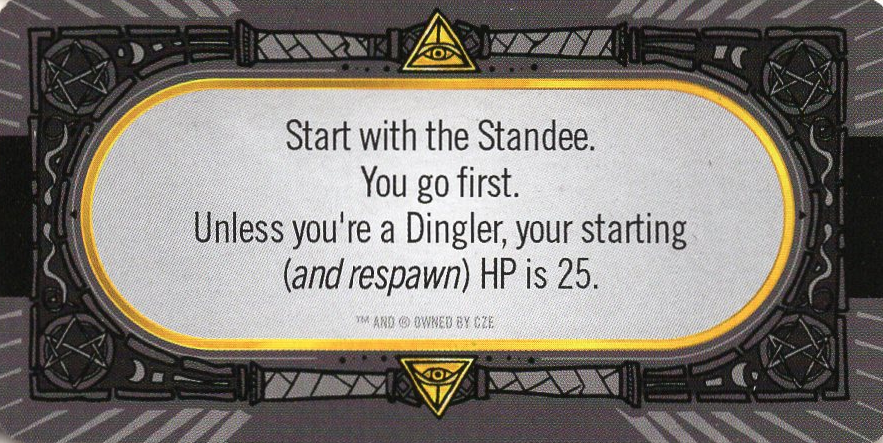 Start with the Standee.
You go first.
Unless you're a Dingler, your starting
(and respawn) HP is 25.
™ AND ® OWNED BY CZE